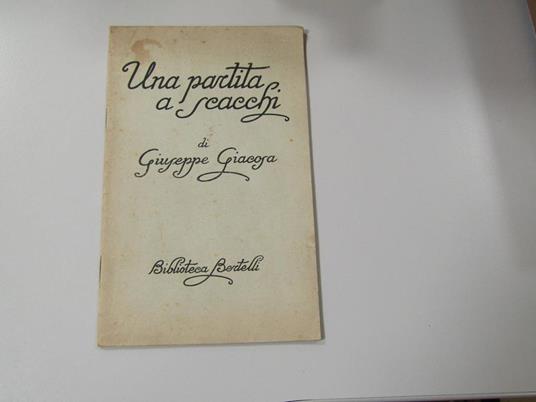 Una partita
a scacchi
di
Giuseppe Giacosa
Biblioteca Bertelli